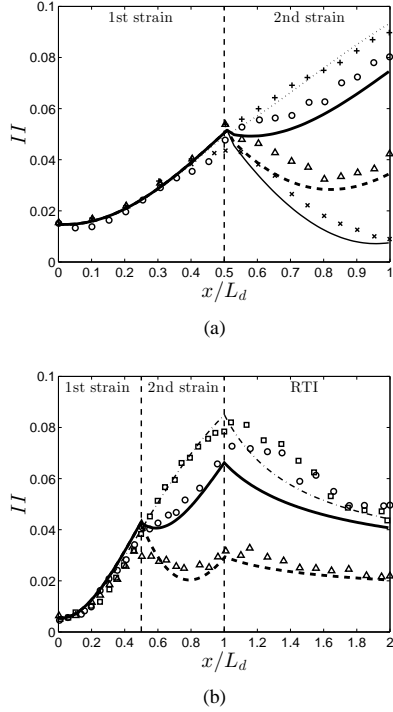 1st strain 2nd strain
0.1
0.08
0.06
0.04
0.02
0
II
0 0.1 0.2 0.3 0.4 0.5 0.6 0.7 0.8 0.9 1
x/L_d
(a)
1st strain 2nd strain RTI
0.1
0.08
0.06
0.04
0.02
0
II
0 0.2 0.4 0.6 0.8 1.0 1.2 1.4 1.6 1.8 2
x/L_d
(b)